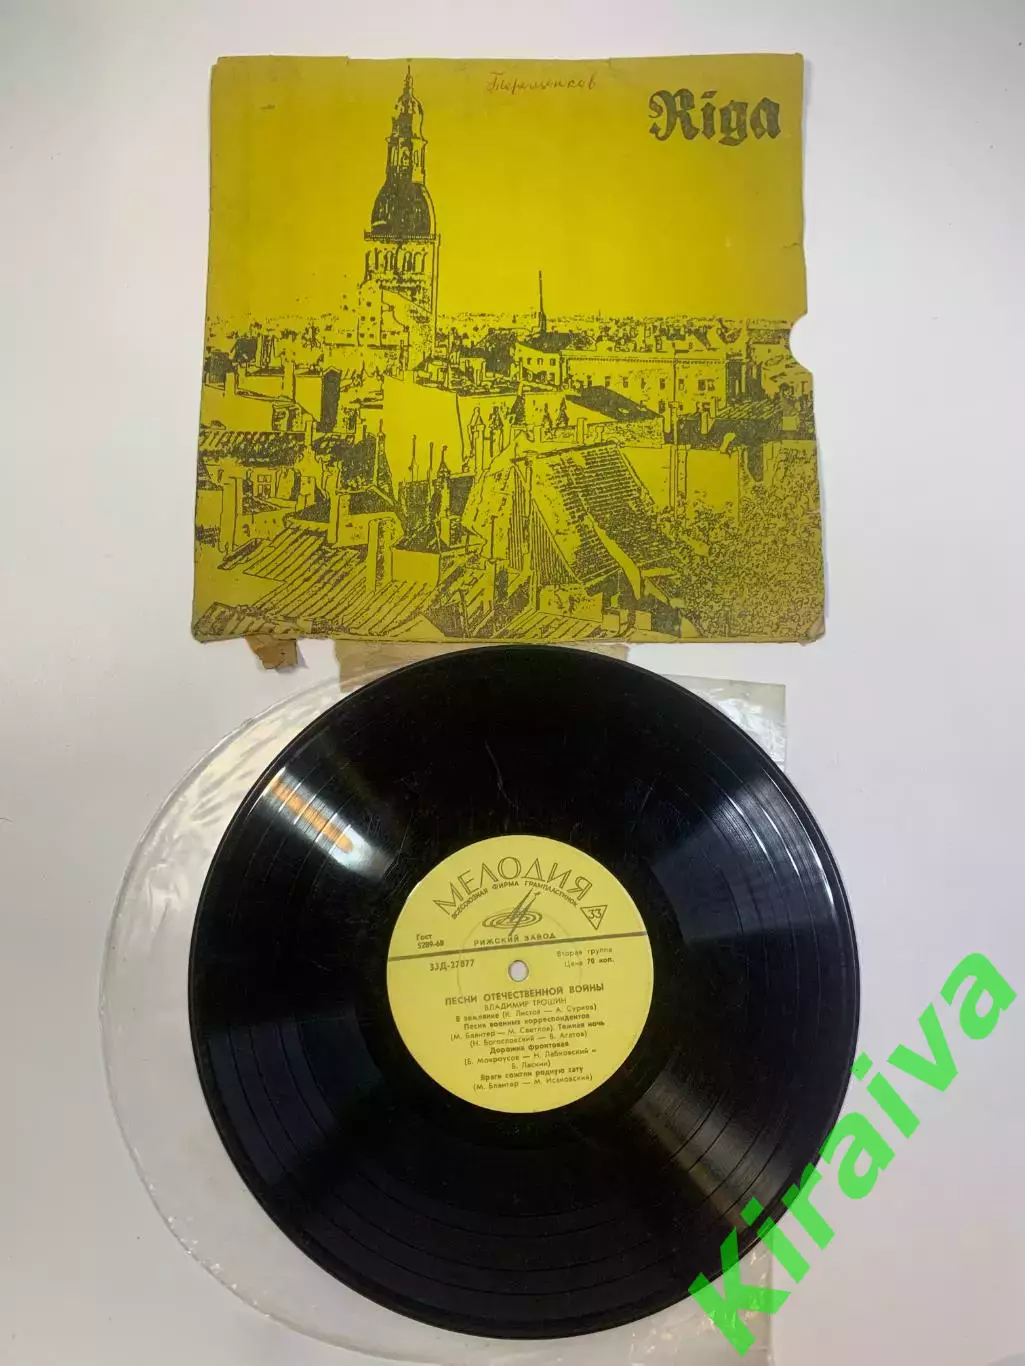 Терещенков
Riga
МЕЛОДИЯ
ВСЕСОЮЗНАЯ ФИРМА ГРАМПЛАСТИНОК
33
РИЖСКИЙ ЗАВОД
Гост
5289-68
Вторая группа
33Д-27877
Цена 70 коп.
ПЕСНИ ОТЕЧЕСТВЕННОЙ ВОЙНЫ
ВЛАДИМИР ТРОШИН
В землянке (К. Листов — А. Сурков)
Песня военных корреспондентов
(М. Блантер — М. Светлов). Темная ночь
(Н. Богословский — В. Агатов)
Дорожка фронтовая
(Б. Мокроусов — Н. Лабковский и
Б. Ласкин)
Враги сожгли родную хату
(М. Блантер — М. Исаковский)
Kiraiva